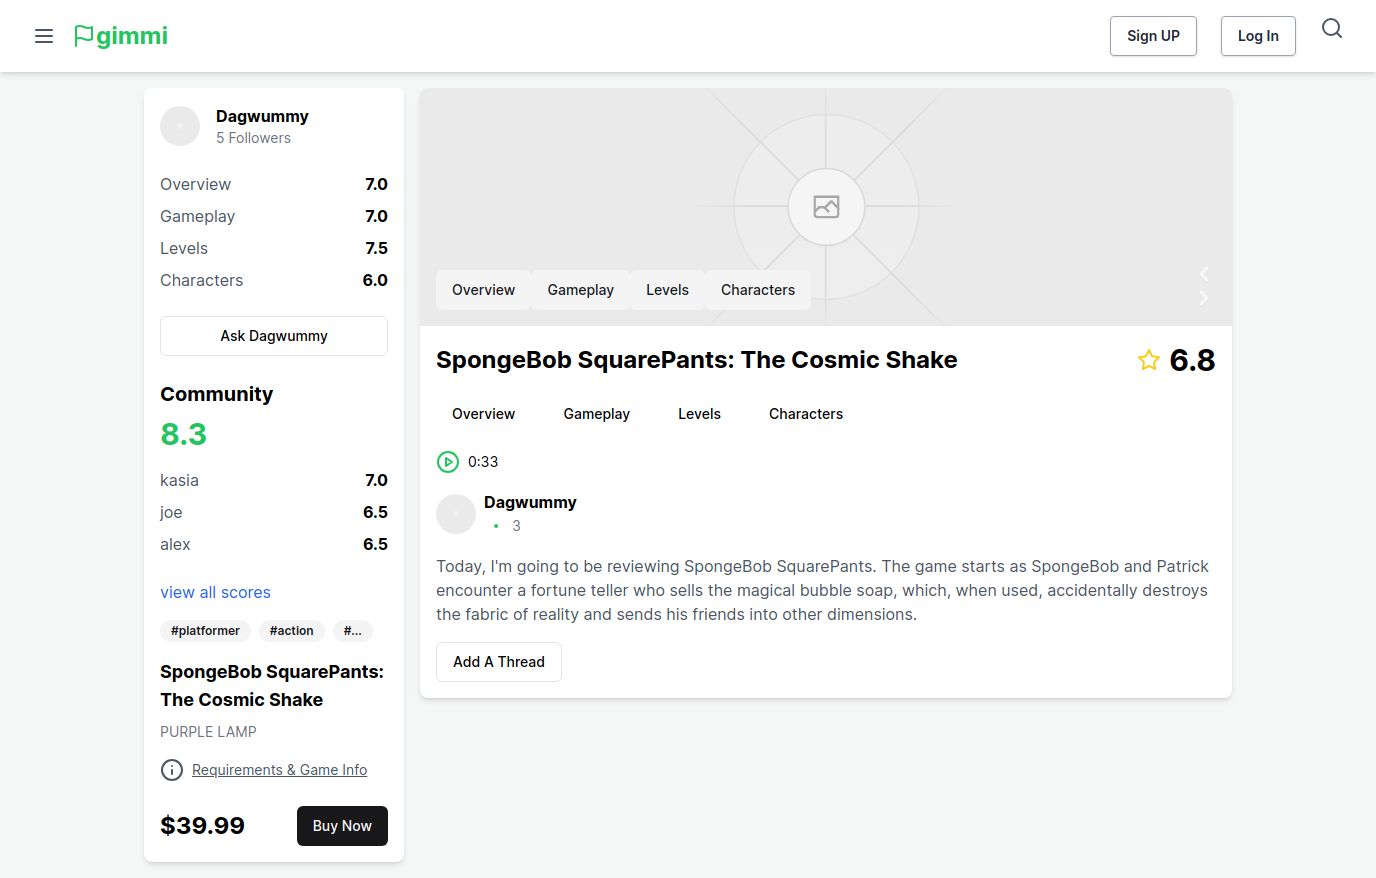 gimmi
Sign UP
Log In
Dagwummy
5 Followers
Overview 7.0
Gameplay 7.0
Levels 7.5
Characters 6.0
Ask Dagwummy
Community
8.3
kasia 7.0
joe 6.5
alex 6.5
view all scores
#platformer #action #...
SpongeBob SquarePants:
The Cosmic Shake
PURPLE LAMP
Requirements & Game Info
$39.99 Buy Now
Overview Gameplay Levels Characters
SpongeBob SquarePants: The Cosmic Shake 6.8
Overview Gameplay Levels Characters
0:33
Dagwummy
• 3
Today, I'm going to be reviewing SpongeBob SquarePants. The game starts as SpongeBob and Patrick
encounter a fortune teller who sells the magical bubble soap, which, when used, accidentally destroys
the fabric of reality and sends his friends into other dimensions.
Add A Thread